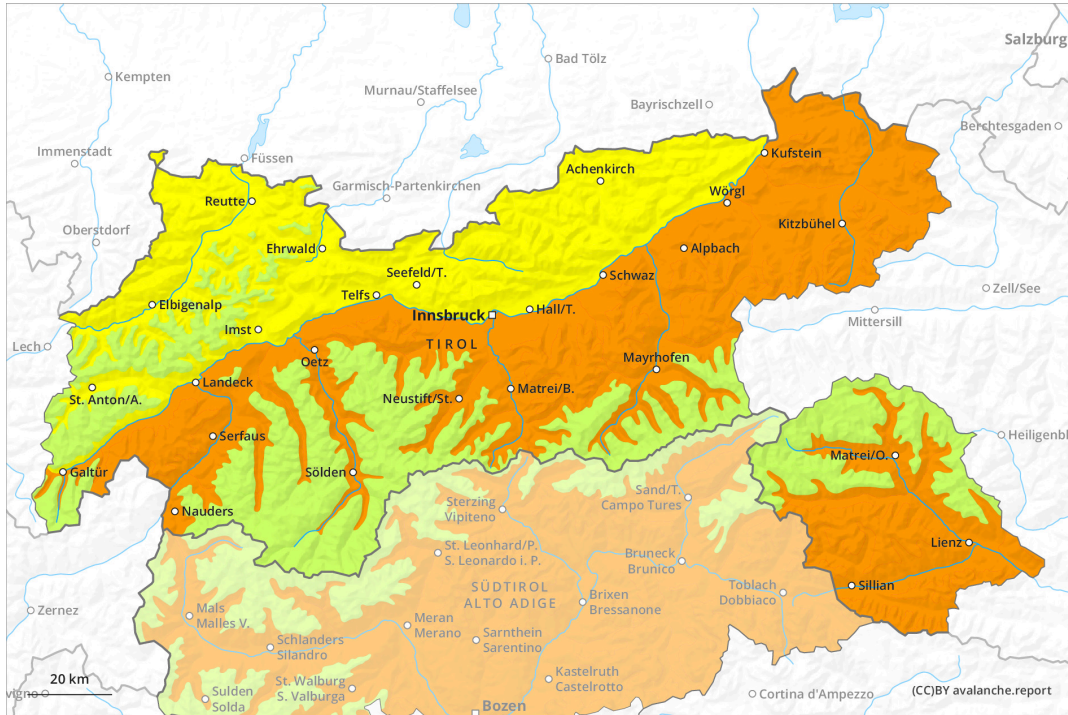 Salzburg
Bad Tölz
Kempten
Murnau/Staffelsee
Bayrischzell
Berchtesgaden
Immenstadt
Füssen
Kufstein
Achenkirch
Garmisch-Partenkirchen
Reutte
Wörgl
Oberstdorf
Kitzbühel
Ehrwald
Alpbach
Seefeld/T.
Schwaz
Zell/See
Telfs
Elbigenalp
Hall/T.
Innsbruck
Mittersill
Imst
Lech
TIROL
Oetz
Mayrhofen
Landeck
St. Anton/A.
Neustift/St.
Matrei/B.
Serfaus
Heiligenbl
Matrei/O.
Galtür
Sölden
Sand/T.
Campo Tures
Sterzing
Vipiteno
Nauders
Lienz
St. Leonhard/P.
S. Leonardo i. P.
Bruneck
Brunico
Toblach
Dobbiaco
Sillian
SÜDTIROL
ALTO ADIGE
Brixen
Bressanone
Zernez
Mals
Malles V.
Meran
Merano
Schlanders
Silandro
Sarnthein
Sarentino
Kastelruth
Castelrotto
St. Walburg
S. Valburga
20 km
vigno
Sulden
Solda
Cortina d'Ampezzo
(CC)BY avalanche.report
Bozen